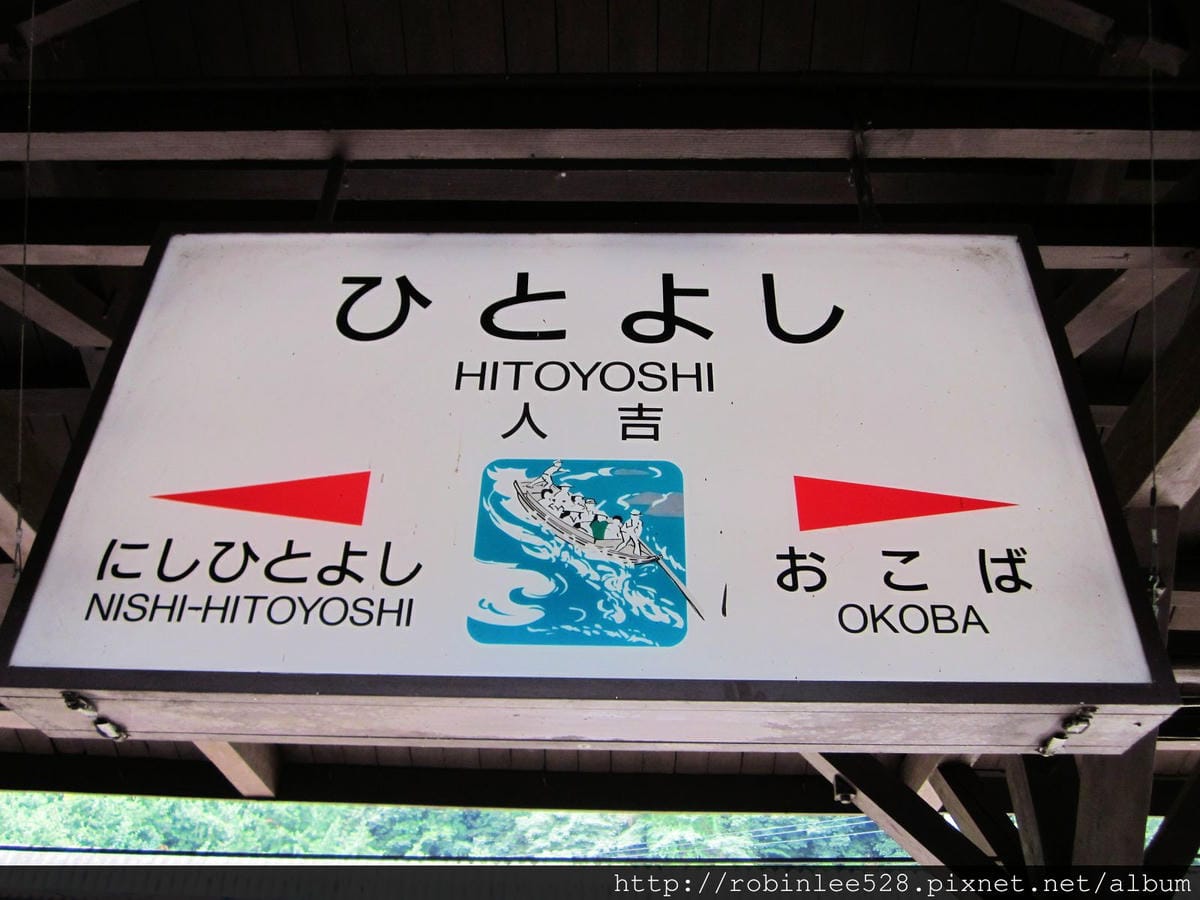 ひとよし
HITOYOSHI
人吉
にしひとよし
NISHI-HITOYOSHI
おこば
OKOBA
http://robinlee528.pixnet.net/album